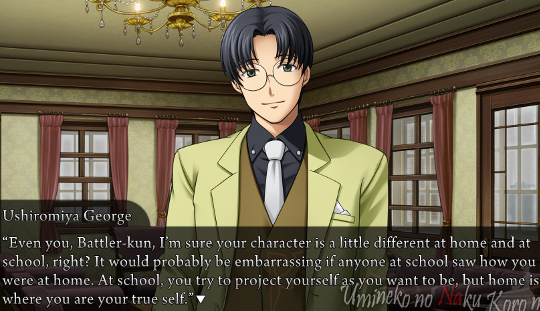 Ushiromiya George
“Even you, Battler-kun, I’m sure your character is a little different at home and at
school, right? It would probably be embarrassing if anyone at school saw how you
were at home. At school, you try to project yourself as you want to be, but home is
where you are your true self.”
Umineko no Naku Koro n